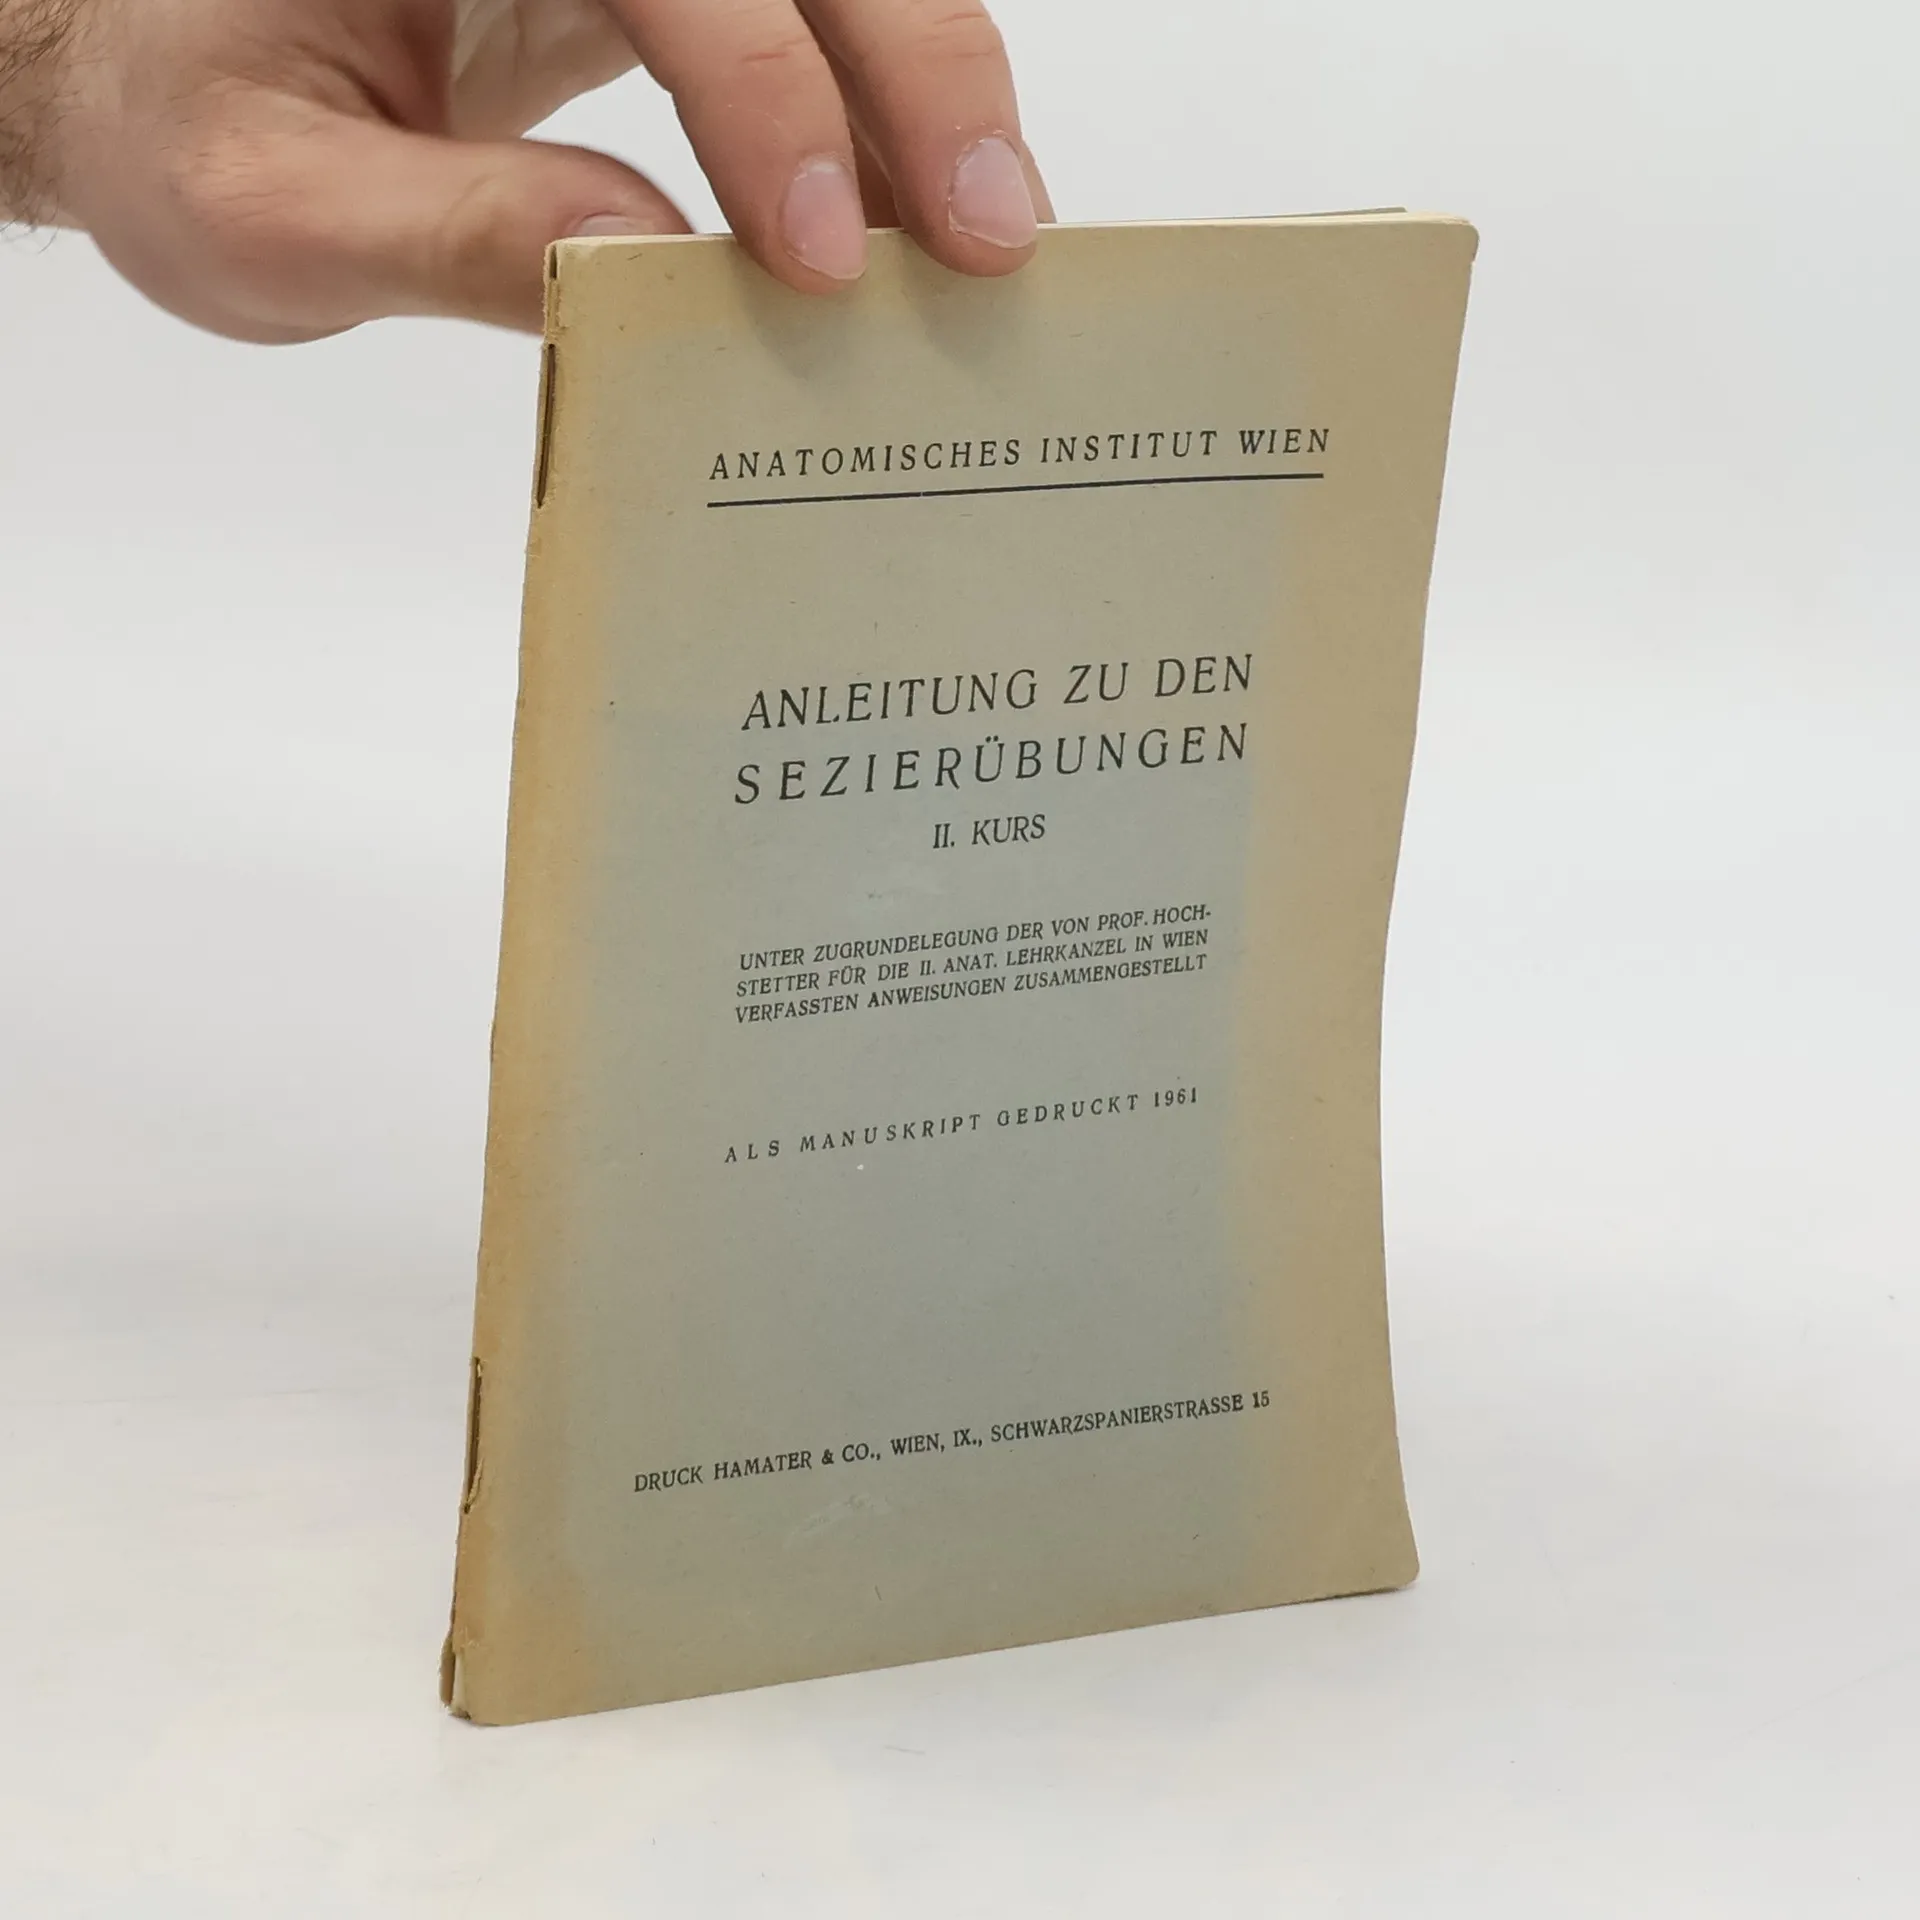 ANATOMISCHES INSTITUT WIEN
ANLEITUNG ZU DEN
SEZIERÜBUNGEN
II. KURS
UNTER ZUGRUNDELEGUNG DER VON PROF. HOCH-
STETTER FÜR DIE II. ANAT. LEHRKANZEL IN WIEN
VERFASSTEN ANWEISUNGEN ZUSAMMENGESTELLT
ALS MANUSKRIPT GEDRUCKT 1961
DRUCK HAMATER & CO., WIEN, IX., SCHWARZSPANIERSTRASSE 15